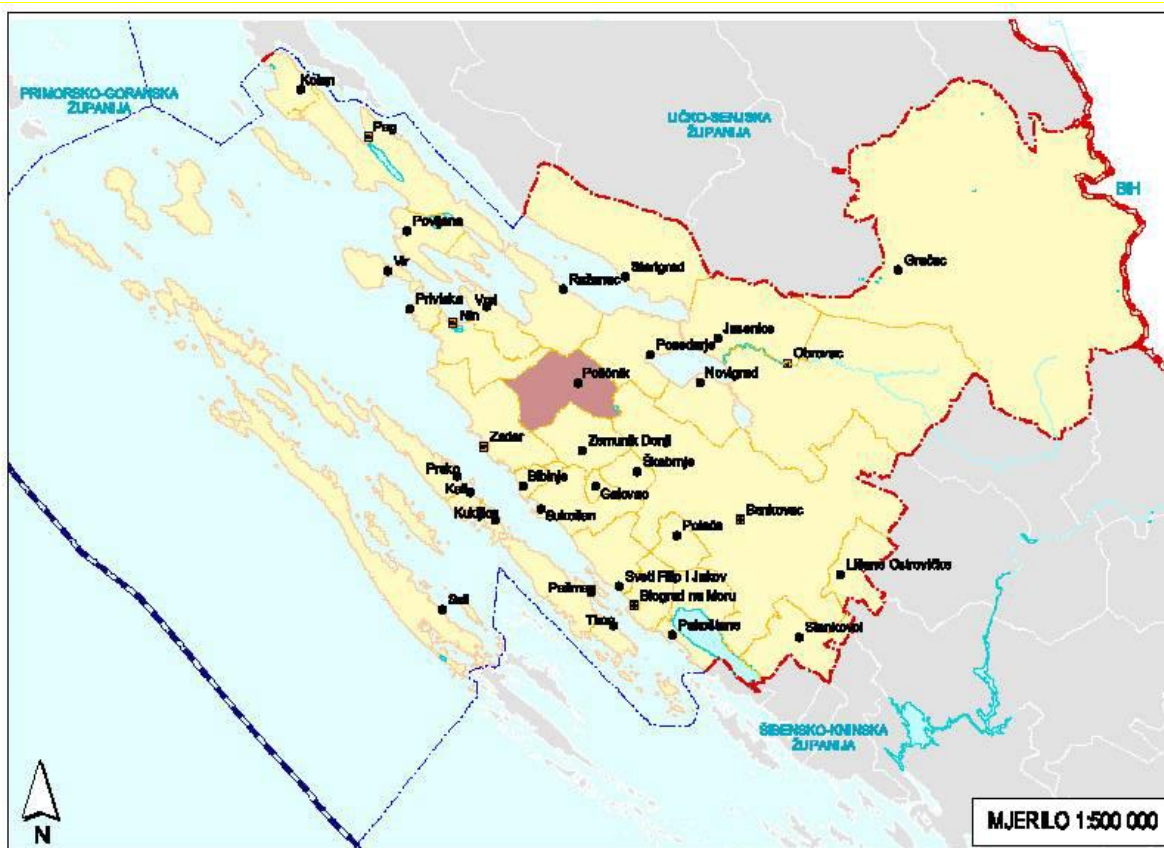 Kolan
PRIMORSKO-GORANSKA
ŽUPANIJA
LIČKO-SENJSKA
ŽUPANIJA
Pag
BIH
Povljana
Vir
Gračac
Starigrad
Ražanac
Privlaka
Vrsi
Nin
Jasenice
Posedarje
Obrovac
Poličnik
Novigrad
Zadar
Zemunik Donji
Škabrnje
Preko
Kali
Bibinje
Galovac
Kukljica
Sukošan
Benkovac
Polača
Lišane Ostrovičke
Sveti Filip i Jakov
Pašman
Biograd na Moru
Sali
Tkon
Pakoštane
Stankovci
ŠIBENSKO-KNINSKA
ŽUPANIJA
N
MJERILO 1:500 000